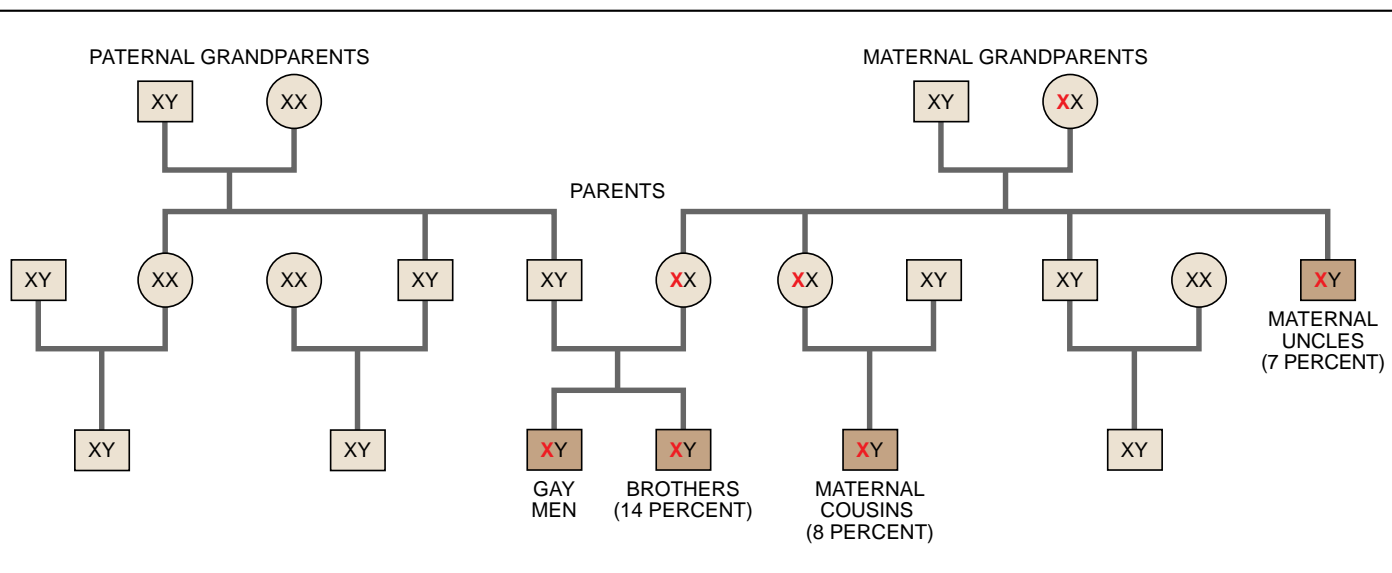 PATERNAL GRANDPARENTS
MATERNAL GRANDPARENTS
XY
XX
XY
XX
PARENTS
XY
XX
XX
XY
XY
XX
XX
XY
XY
XX
XY
MATERNAL
UNCLES
(7 PERCENT)
XY
XY
XY
XY
XY
XY
GAY
MEN
BROTHERS
(14 PERCENT)
MATERNAL
COUSINS
(8 PERCENT)